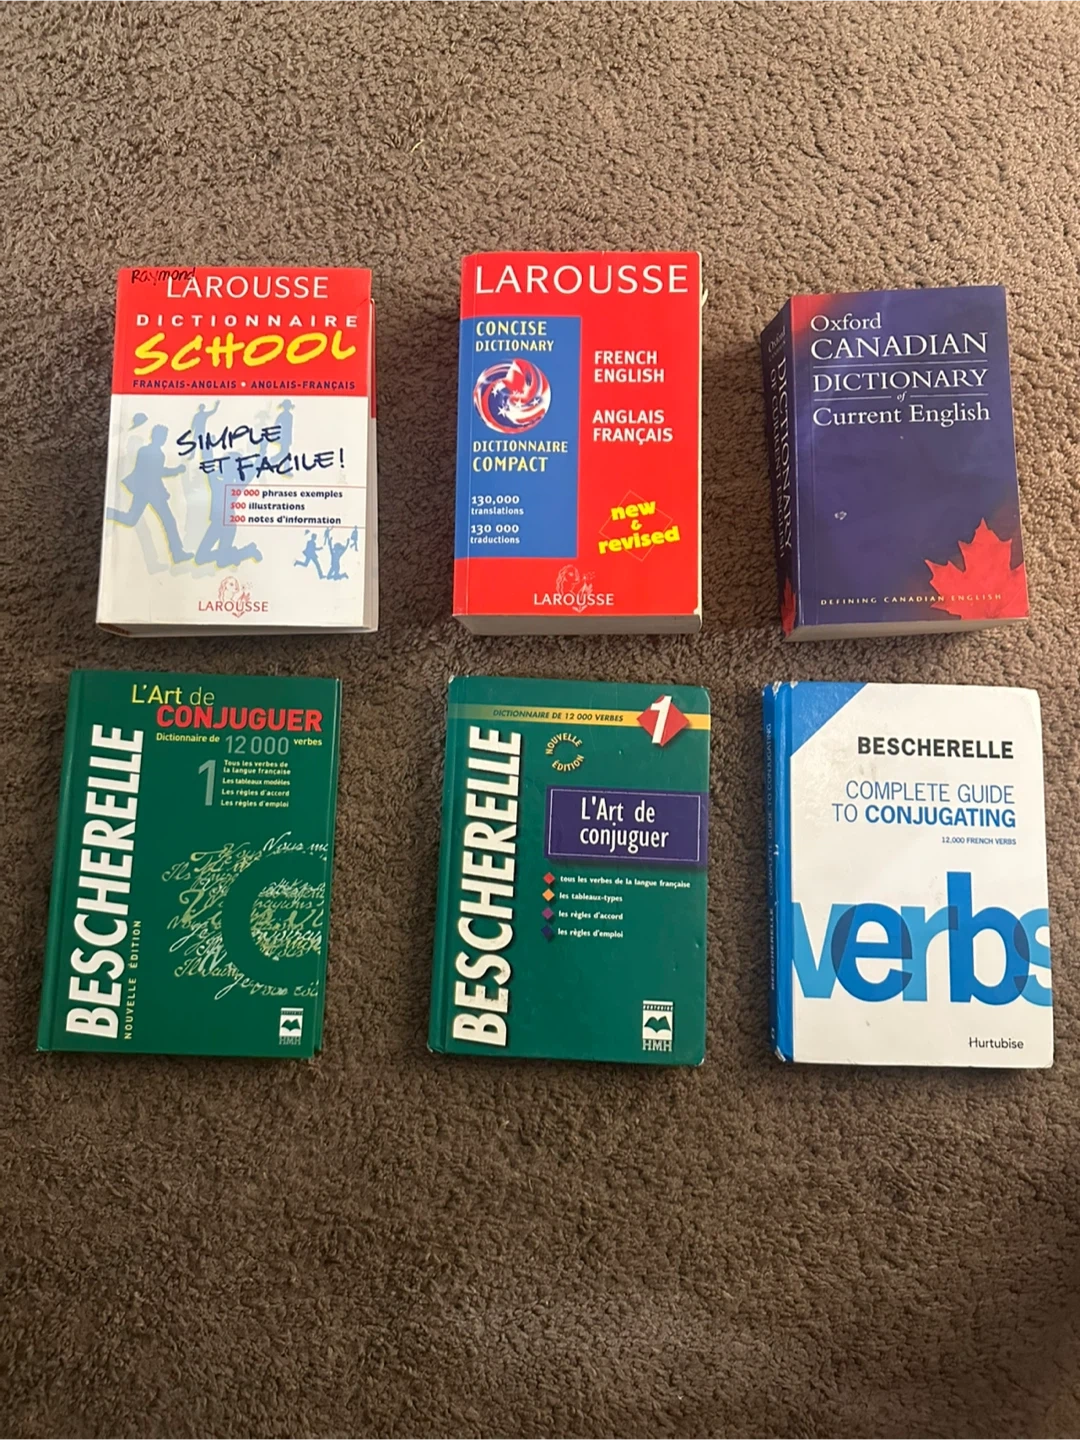 Raymond
LAROUSSE
DICTIONNAIRE
SCHOOL
FRANÇAIS-ANGLAIS • ANGLAIS-FRANÇAIS
SIMPLE
ET FACILE!
20 000 phrases exemples
500 illustrations
200 notes d'information
LAROUSSE
LAROUSSE
CONCISE
DICTIONARY
FRENCH
ENGLISH
ANGLAIS
FRANÇAIS
DICTIONNAIRE
COMPACT
130,000
translations
130 000
traductions
new
&
revised
LAROUSSE
Oxford
CANADIAN
DICTIONARY
of
Current English
DEFINING CANADIAN ENGLISH
DICTIONARY
L'Art de
CONJUGUER
Dictionnaire de 12 000 verbes
1
Tous les verbes de
la langue française
Les tableaux modèles
Les règles d'accord
Les règles d'emploi
BESCHERELLE
NOUVELLE ÉDITION
Nous
HMH
DICTIONNAIRE DE 12 000 VERBES
1
NOUVELLE
ÉDITION
BESCHERELLE
L'Art de
conjuguer
tous les verbes de la langue française
les tableaux-types
les règles d'accord
les règles d'emploi
HMH
BESCHERELLE
COMPLETE GUIDE
TO CONJUGATING
12,000 FRENCH VERBS
verbs
Hurtubise